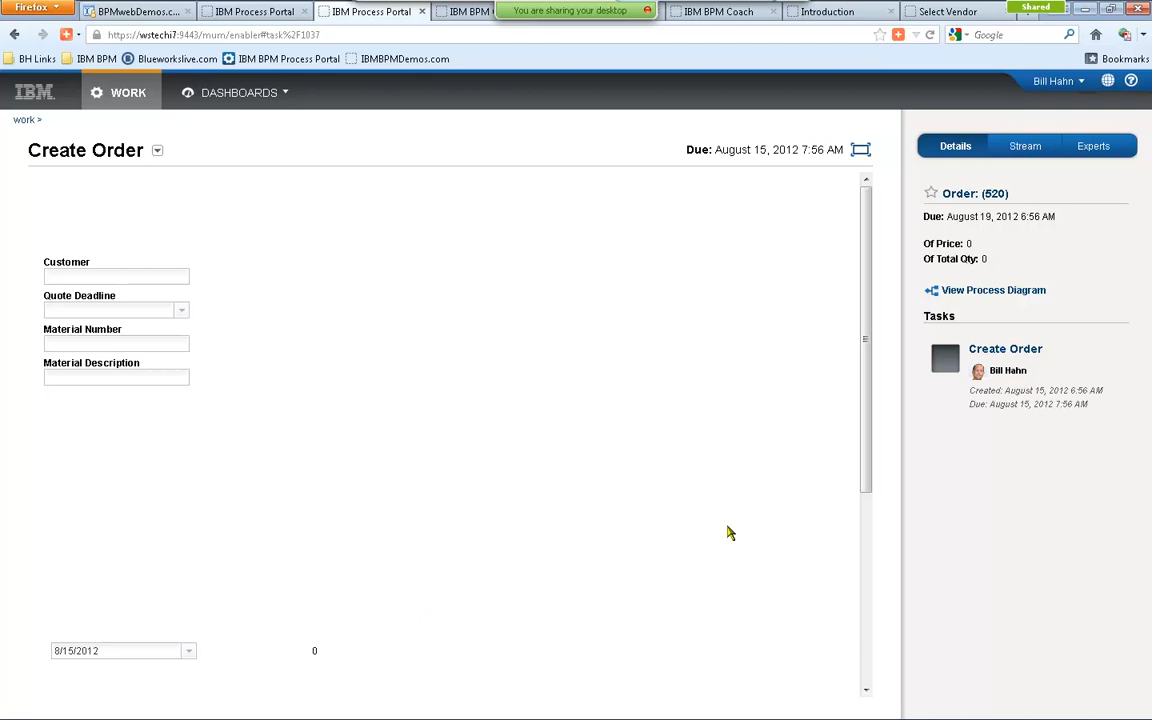 Firefox
BPMwebDemos.c...
IBM Process Portal
IBM Process Portal
IBM BPM
You are sharing your desktop
IBM BPM Coach
Introduction
Select Vendor
Shared
https://wstechi7:9443/mum/enabler#task%2F1037
Google
BH Links
IBM BPM
Blueworkslive.com
IBM BPM Process Portal
IBMBPMDemos.com
Bookmarks
IBM
WORK
DASHBOARDS
Bill Hahn
work >
Create Order
Due: August 15, 2012 7:56 AM
Details
Stream
Experts
Order: (520)
Due: August 19, 2012 6:56 AM
Of Price: 0
Of Total Qty: 0
View Process Diagram
Tasks
Create Order
Bill Hahn
Created: August 15, 2012 6:56 AM
Due: August 15, 2012 7:56 AM
Customer
Quote Deadline
Material Number
Material Description
8/15/2012
0